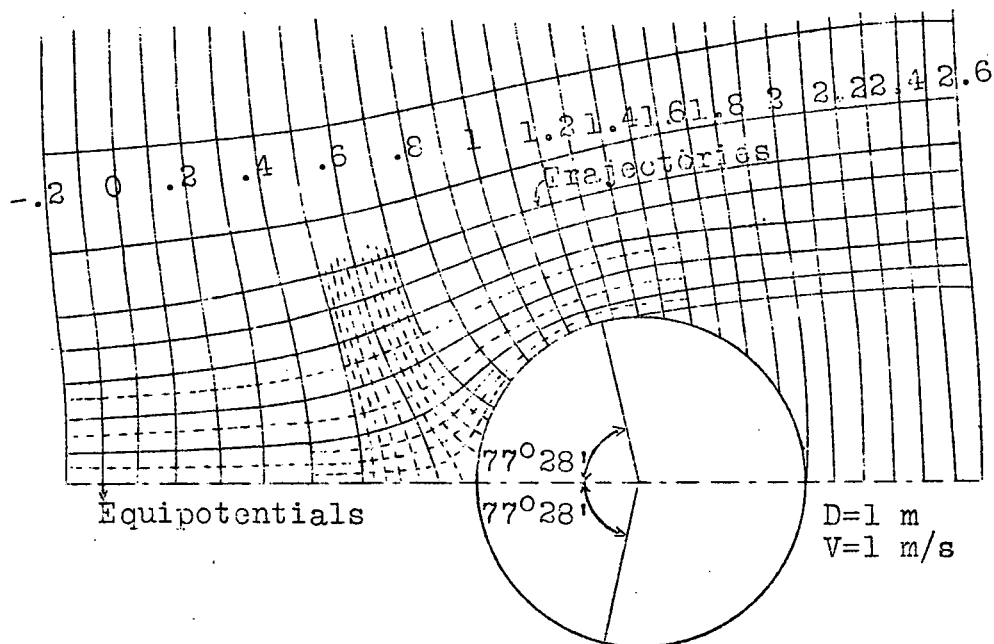 -.2 0 .2 .4 .6 .8 1 1.2 1.4 1.6 1.8 2 2.2 2.4 2.6
Trajectories
77°28'
77°28'
Equipotentials
D=1 m
V=1 m/s